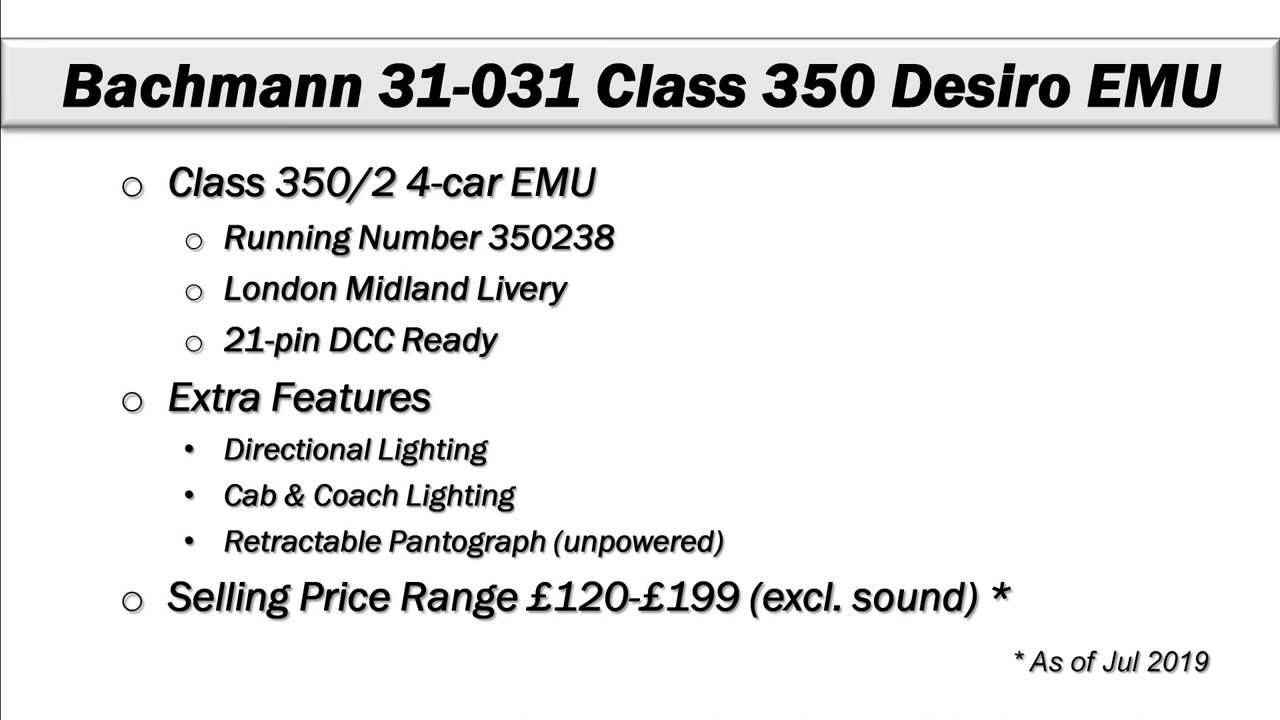 Bachmann 31-031 Class 350 Desiro EMU
Class 350/2 4-car EMU
Running Number 350238
London Midland Livery
21-pin DCC Ready
Extra Features
Directional Lighting
Cab & Coach Lighting
Retractable Pantograph (unpowered)
Selling Price Range £120-£199 (excl. sound) *
* As of Jul 2019